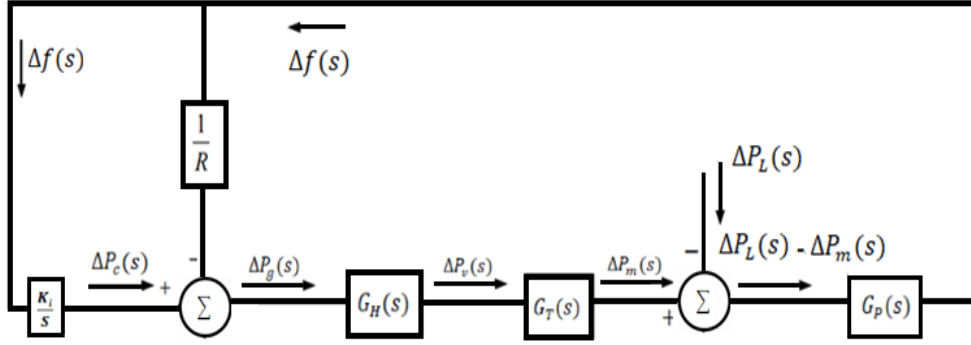 Δf(s)
Δf(s)
1
R
ΔP_L(s)
ΔP_L(s) - ΔP_m(s)
-
-
ΔP_c(s)
+
ΔP_g(s)
ΔP_v(s)
ΔP_m(s)
K_i
s
Σ
G_H(s)
G_T(s)
+
Σ
G_P(s)